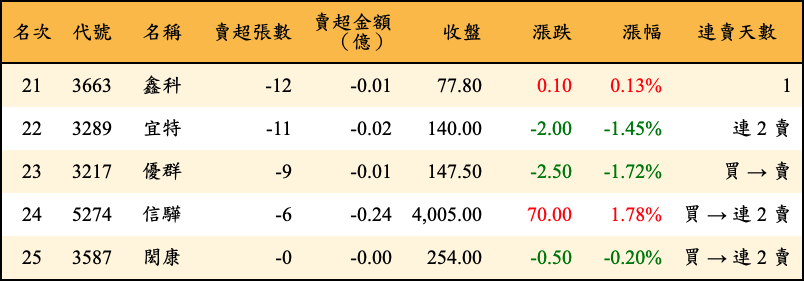 名次 代號 名稱 賣超張數 賣超金額（億） 收盤 漲跌 漲幅 連賣天數
21 3663 鑫科 -12 -0.01 77.80 0.10 0.13% 1
22 3289 宜特 -11 -0.02 140.00 -2.00 -1.45% 連 2 賣
23 3217 優群 -9 -0.01 147.50 -2.50 -1.72% 買 → 賣
24 5274 信驊 -6 -0.24 4,005.00 70.00 1.78% 買 → 連 2 賣
25 3587 閎康 -0 -0.00 254.00 -0.50 -0.20% 買 → 連 2 賣